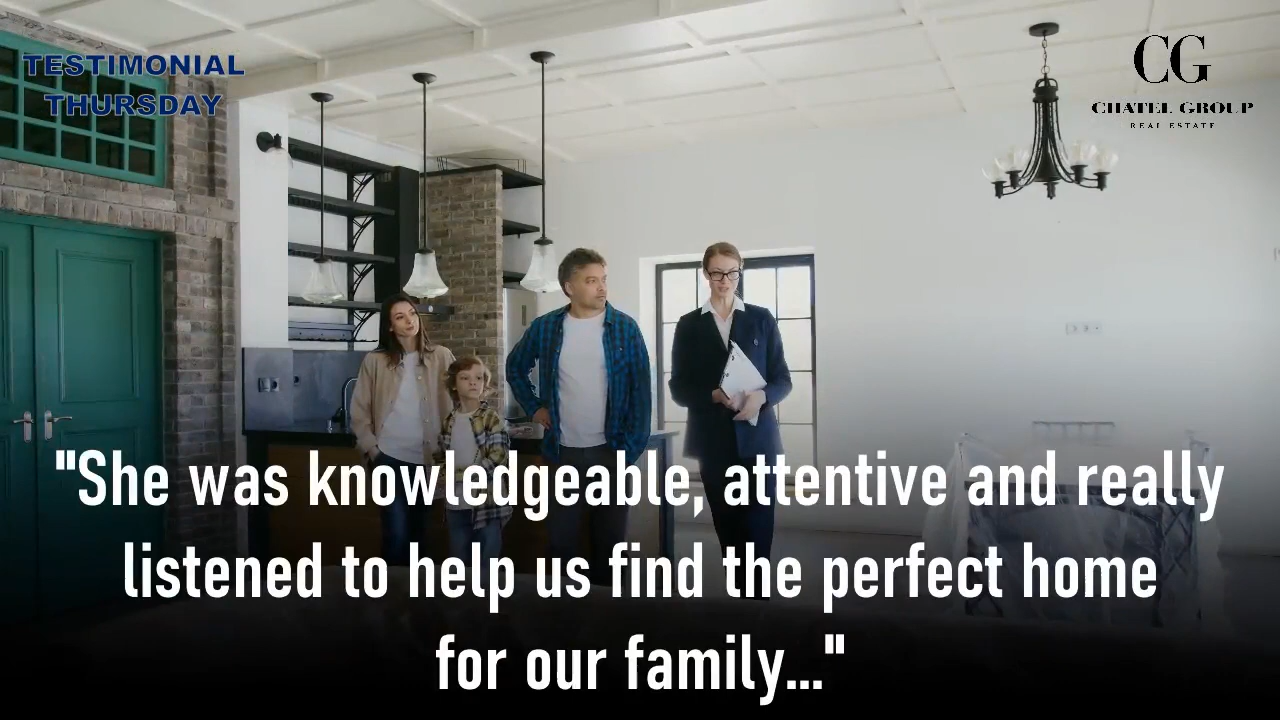 TESTIMONIAL
THURSDAY
CG
CHATEL GROUP
REAL ESTATE
"She was knowledgeable, attentive and really
listened to help us find the perfect home
for our family..."